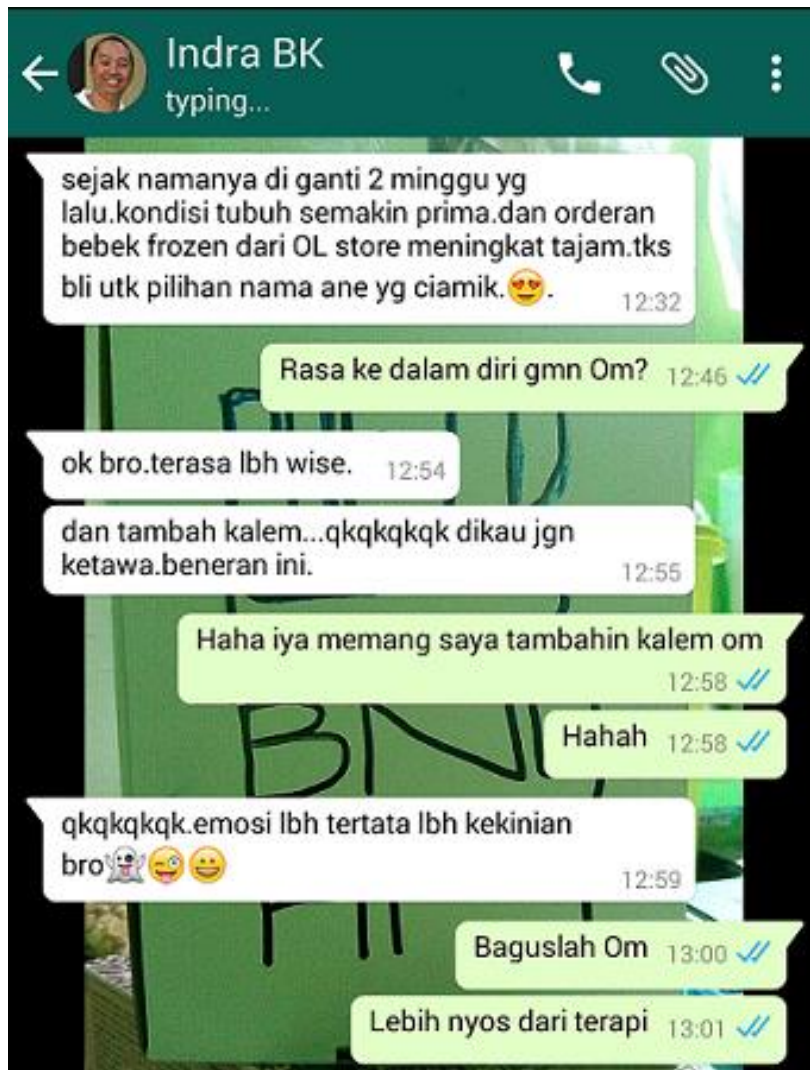 Indra BK
typing...
sejak namanya di ganti 2 minggu yg
lalu.kondisi tubuh semakin prima.dan orderan
bebek frozen dari OL store meningkat tajam.tks
bli utk pilihan nama ane yg ciamik.😍.
12:32
Rasa ke dalam diri gmn Om? 12:46
ok bro.terasa lbh wise. 12:54
dan tambah kalem...qkqkqkqk dikau jgn
ketawa.beneran ini.
12:55
Haha iya memang saya tambahin kalem om
12:58
Hahah 12:58
qkqkqkqk.emosi lbh tertata lbh kekinian
bro👻😜😀
12:59
Baguslah Om 13:00
Lebih nyos dari terapi 13:01